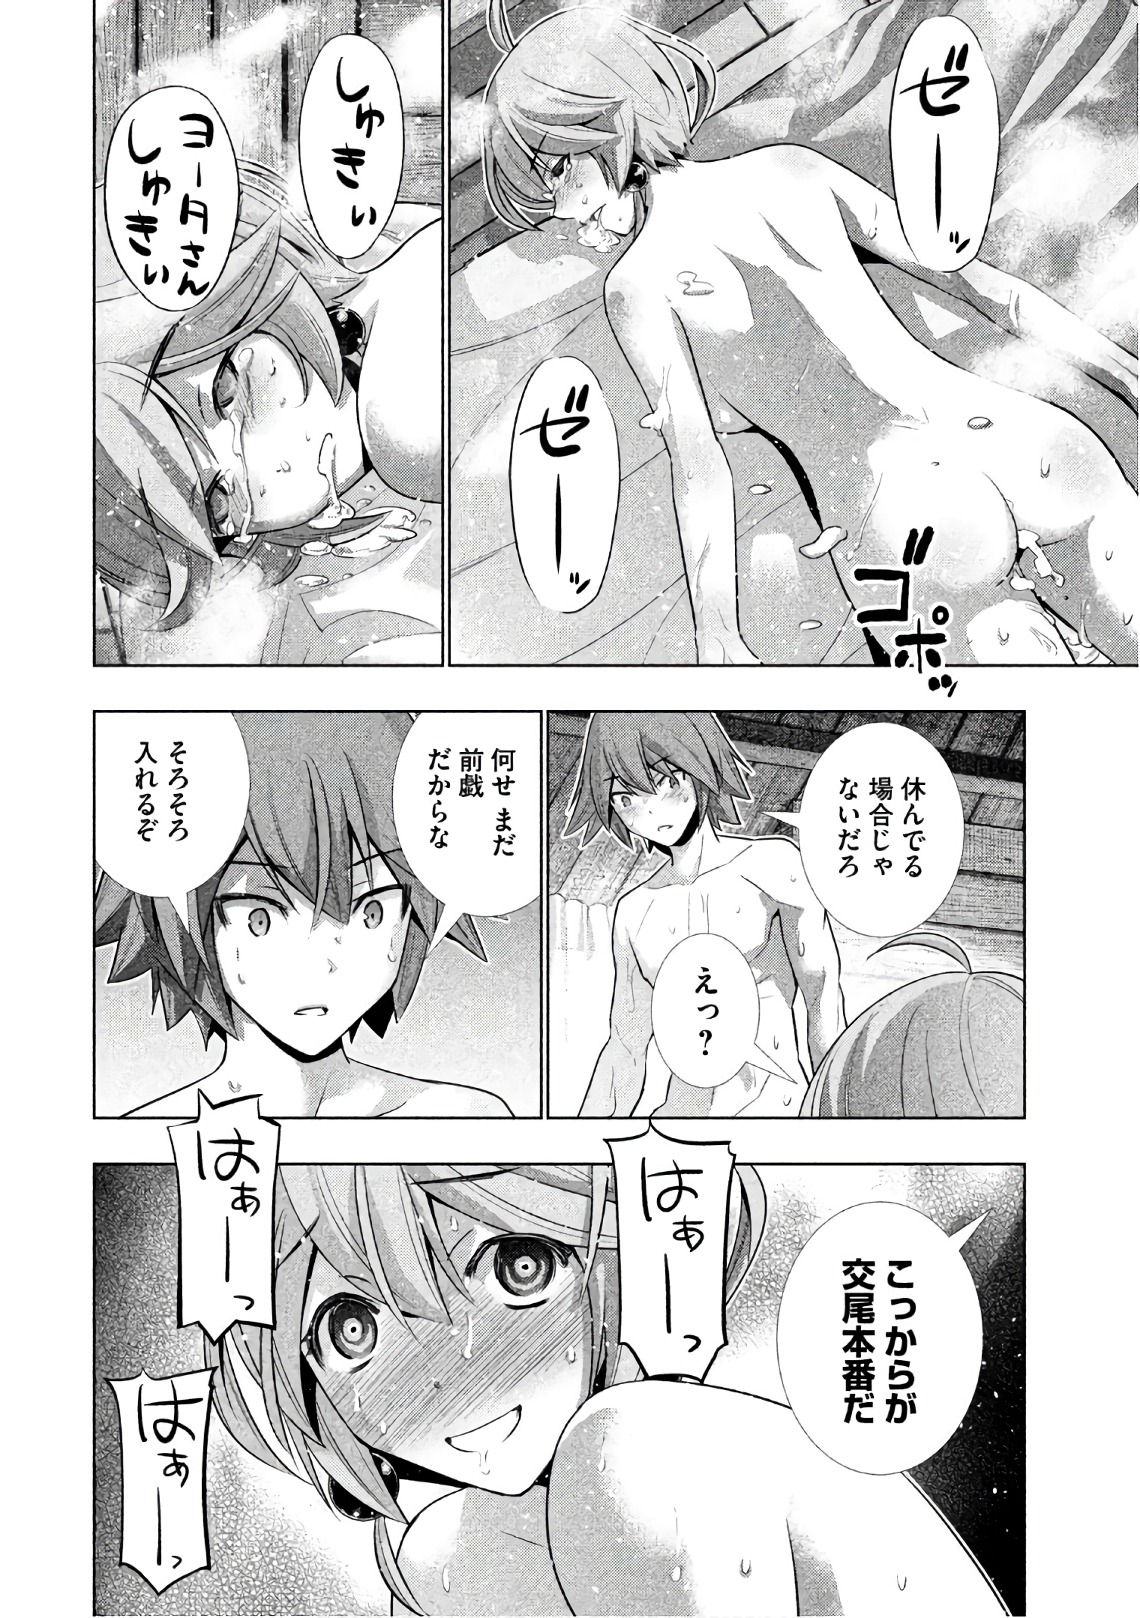 ゼーーッ
ゼーーッ
ゴポッ
しゅきぃ
ヨータさん
しゅきぃ
休んでる
場合じゃ
ないだろ
えっ？
何せ まだ
前戯
だからな
そろそろ
入れるぞ
こっからが
交尾本番だ
はぁーっ
はぁーっ
はぁーっ